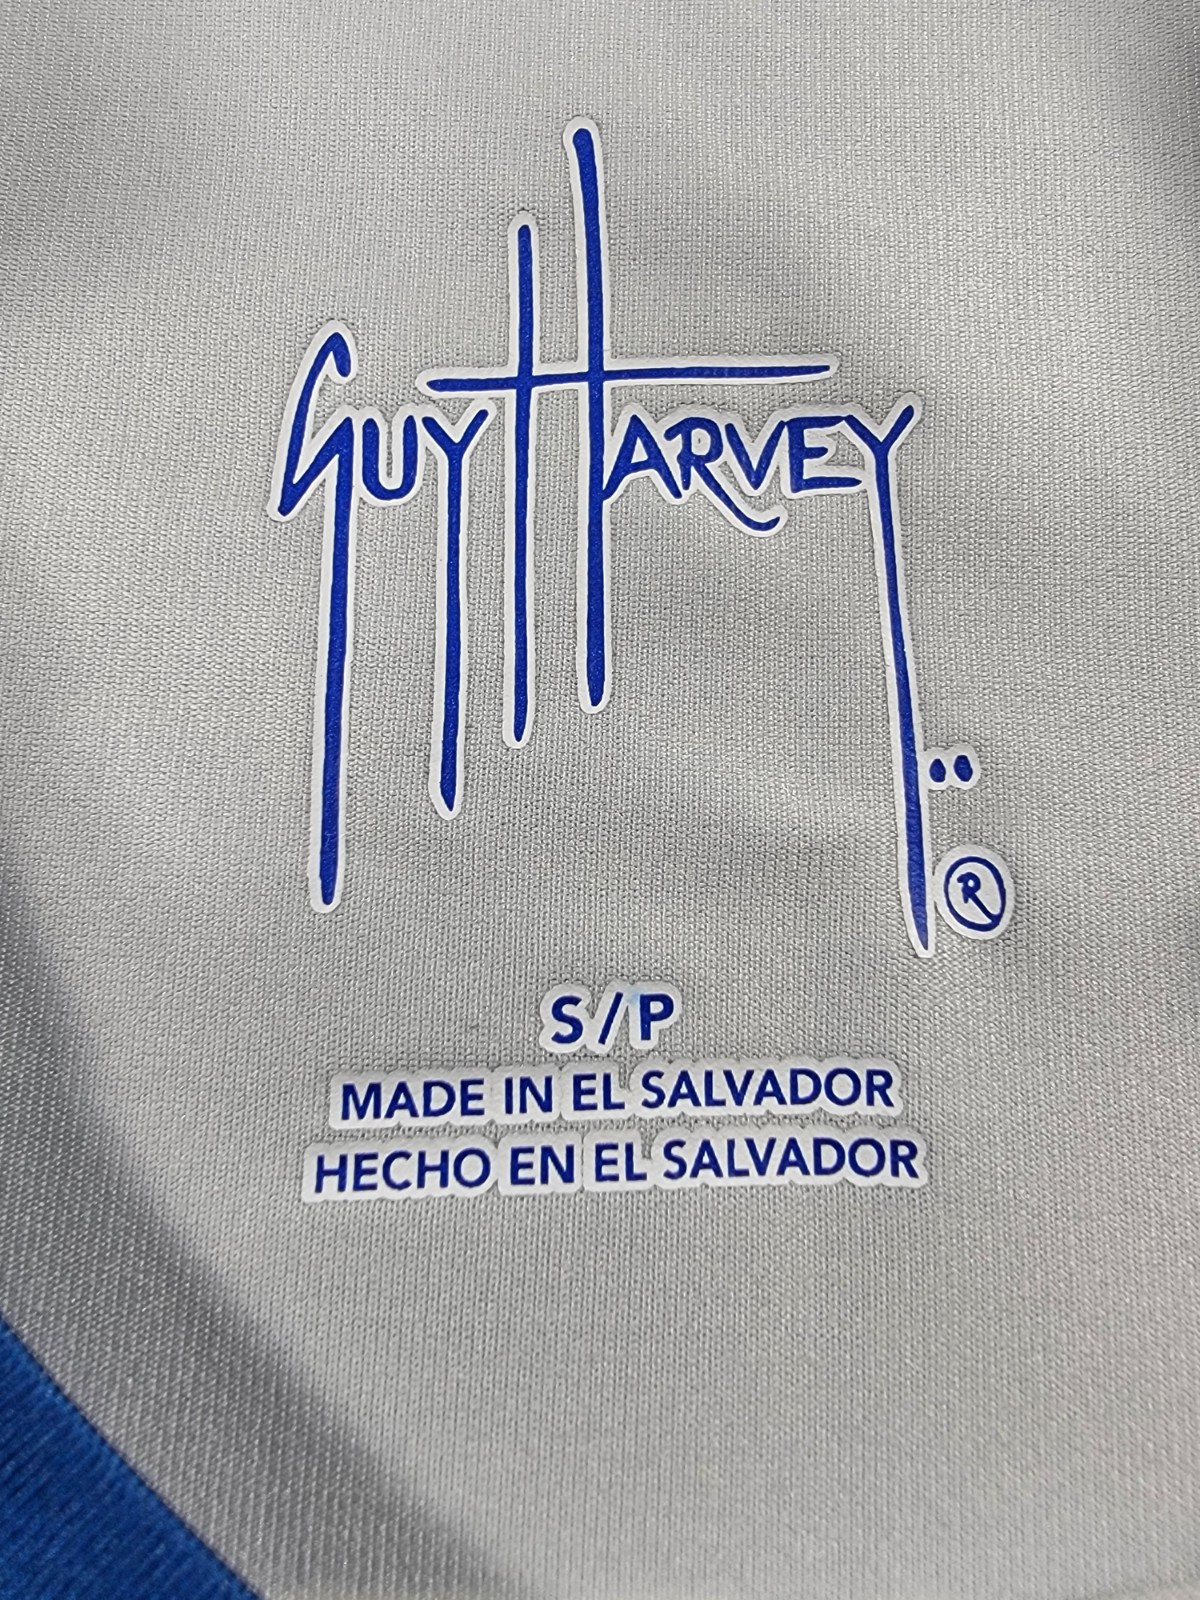 GUY HARVEY
®
S/P
MADE IN EL SALVADOR
HECHO EN EL SALVADOR